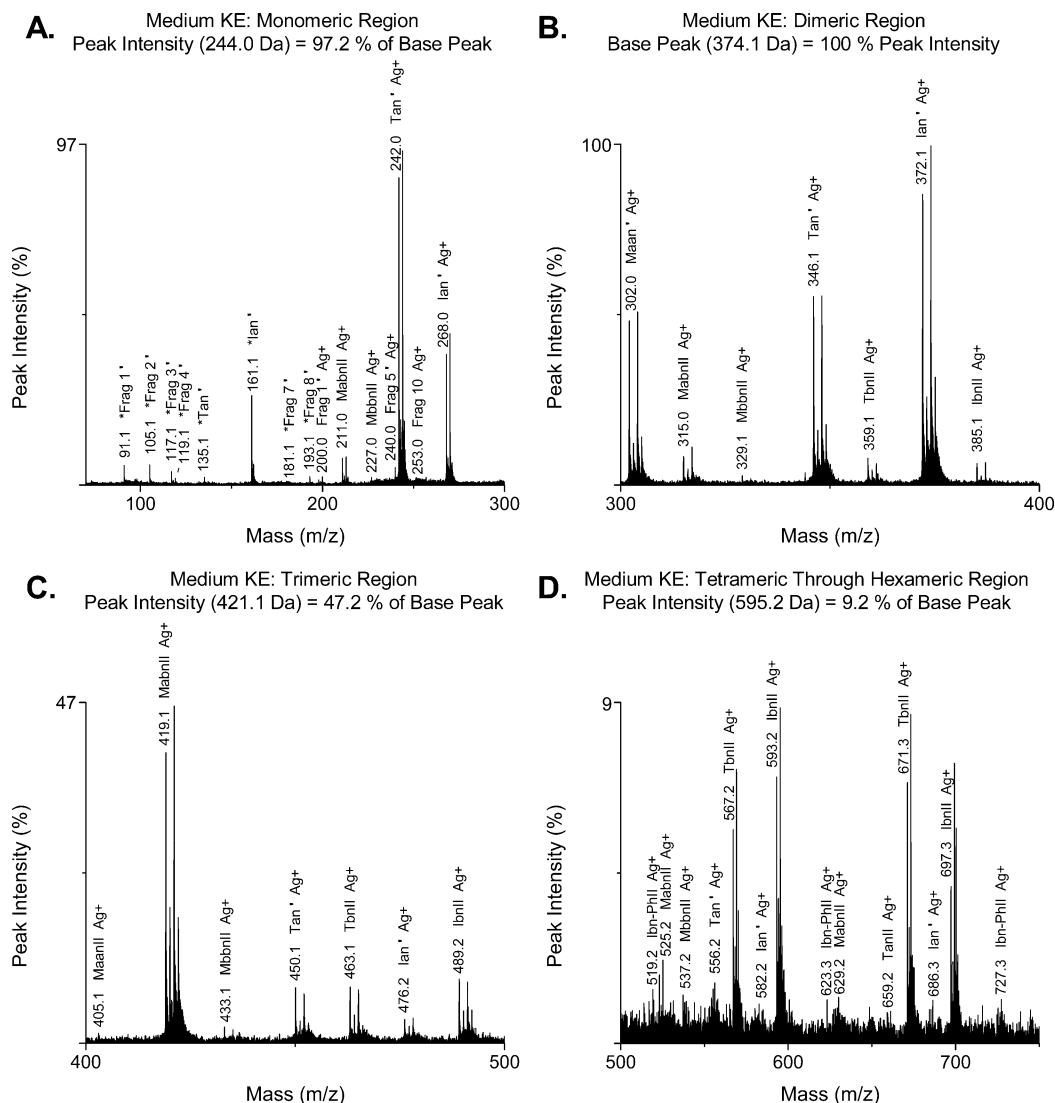 A.
Medium KE: Monomeric Region
Peak Intensity (244.0 Da) = 97.2 % of Base Peak
97
Peak Intensity (%)
91.1 *Frag 1'
105.1 *Frag 2'
117.1 *Frag 3'
119.1 *Frag 4'
135.1 *Tan'
161.1 *Ian'
181.1 *Frag 7'
193.1 *Frag 8'
200.0 Frag 1' Ag+
211.0 MabnII Ag+
227.0 MbbnII Ag+
240.0 Frag 5' Ag+
242.0 Tan' Ag+
253.0 Frag 10 Ag+
268.0 Ian' Ag+
100
200
300
Mass (m/z)
B.
Medium KE: Dimeric Region
Base Peak (374.1 Da) = 100 % Peak Intensity
100
Peak Intensity (%)
302.0 Maan' Ag+
315.0 MabnII Ag+
329.1 MbbnII Ag+
346.1 Tan' Ag+
359.1 TbnII Ag+
372.1 Ian' Ag+
385.1 IbnII Ag+
300
400
Mass (m/z)
C.
Medium KE: Trimeric Region
Peak Intensity (421.1 Da) = 47.2 % of Base Peak
47
Peak Intensity (%)
405.1 MaanII Ag+
419.1 MabnII Ag+
433.1 MbbnII Ag+
450.1 Tan' Ag+
463.1 TbnII Ag+
476.2 Ian' Ag+
489.2 IbnII Ag+
400
500
Mass (m/z)
D.
Medium KE: Tetrameric Through Hexameric Region
Peak Intensity (595.2 Da) = 9.2 % of Base Peak
9
Peak Intensity (%)
519.2 Ibn-PhII Ag+
525.2 MabnII Ag+
537.2 MbbnII Ag+
556.2 Tan' Ag+
567.2 TbnII Ag+
582.2 Ian' Ag+
593.2 IbnII Ag+
623.3 Ibn-PhII Ag+
629.2 MabnII Ag+
659.2 TanII Ag+
671.3 TbnII Ag+
686.3 Ian' Ag+
697.3 IbnII Ag+
727.3 Ibn-PhII Ag+
500
600
700
Mass (m/z)